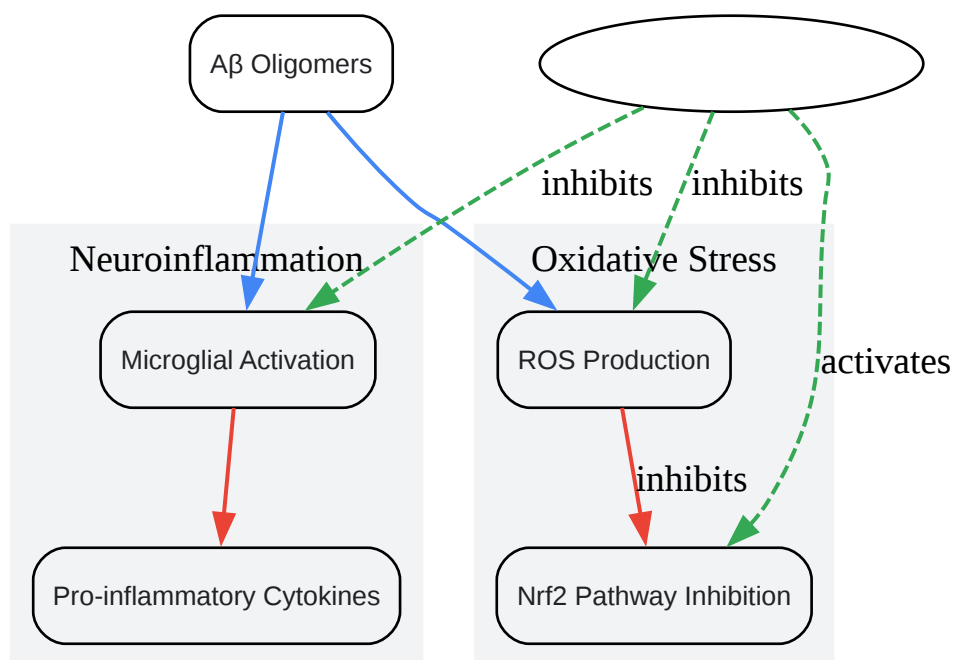 Aβ Oligomers
inhibits
inhibits
Neuroinflammation
Oxidative Stress
Microglial Activation
ROS Production
activates
inhibits
Pro-inflammatory Cytokines
Nrf2 Pathway Inhibition